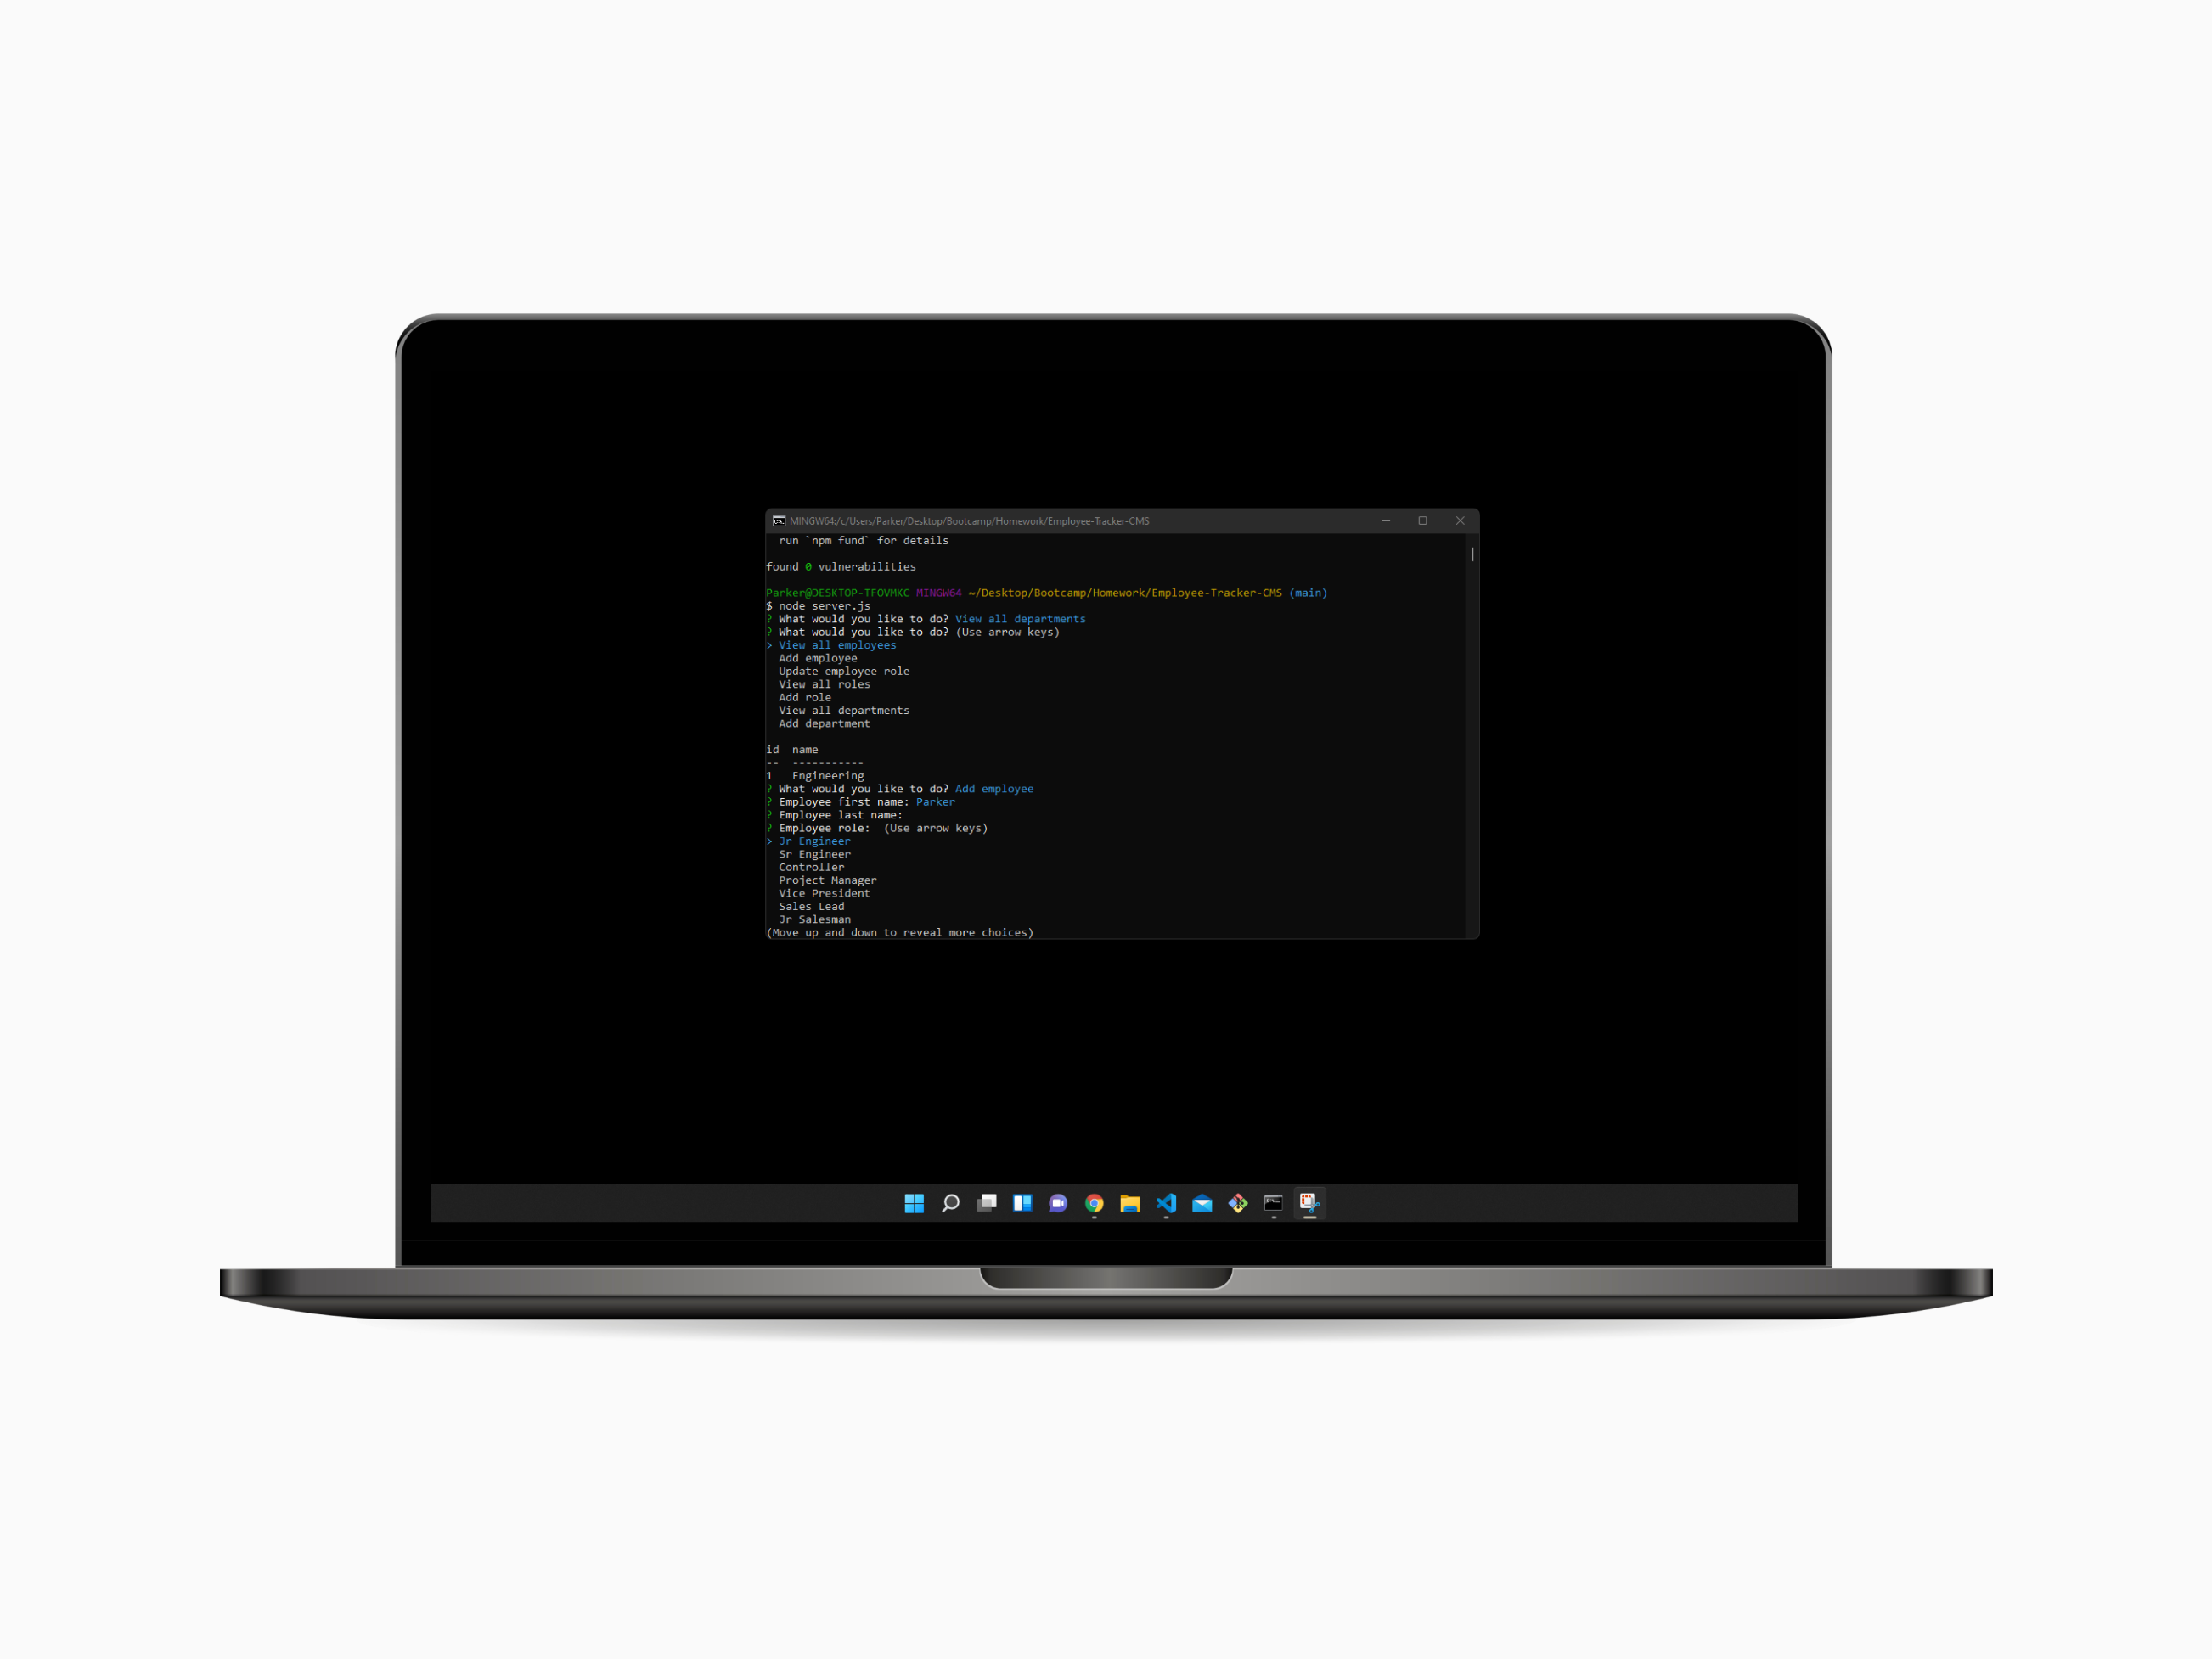 MINGW64:/c/Users/Parker/Desktop/Bootcamp/Homework/Employee-Tracker-CMS
run `npm fund` for details
found 0 vulnerabilities
Parker@DESKTOP-TFOVMKC MINGW64 ~/Desktop/Bootcamp/Homework/Employee-Tracker-CMS (main)
$ node server.js
? What would you like to do? View all departments
? What would you like to do? (Use arrow keys)
> View all employees
Add employee
Update employee role
View all roles
Add role
View all departments
Add department
id  name
--  -----------
1   Engineering
? What would you like to do? Add employee
? Employee first name: Parker
? Employee last name:
? Employee role:  (Use arrow keys)
> Jr Engineer
Sr Engineer
Controller
Project Manager
Vice President
Sales Lead
Jr Salesman
(Move up and down to reveal more choices)